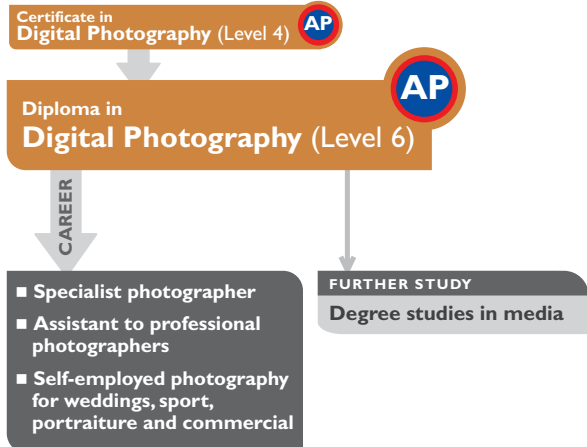 Certificate in
Digital Photography (Level 4)
AP
AP
Diploma in
Digital Photography (Level 6)
CAREER
■ Specialist photographer
■ Assistant to professional
photographers
■ Self-employed photography
for weddings, sport,
portraiture and commercial
FURTHER STUDY
Degree studies in media